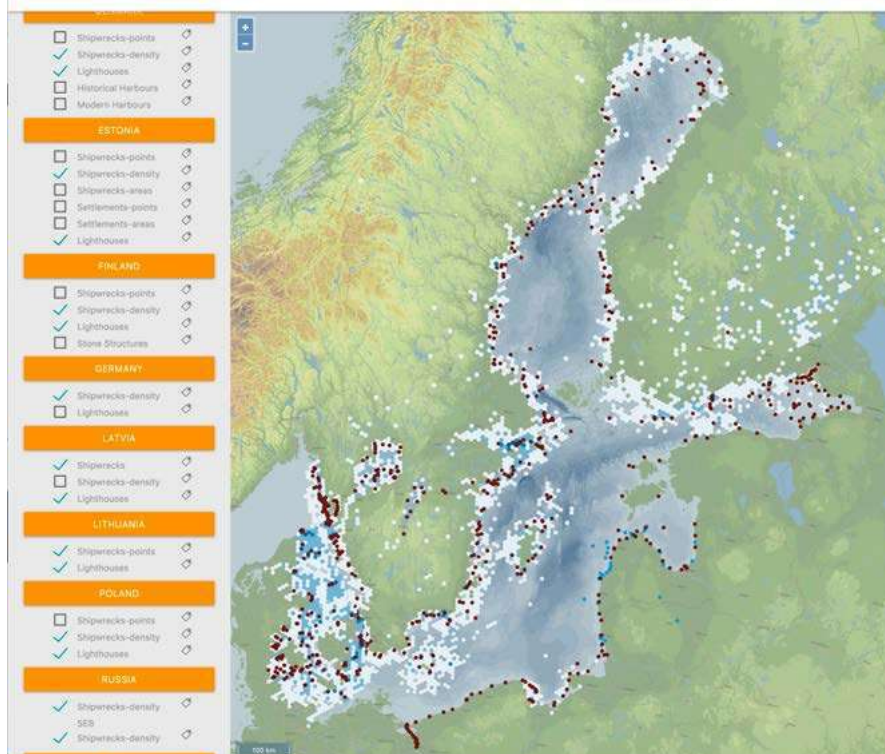 Shipwrecks-points
Shipwrecks-density
Lighthouses
Historical Harbours
Modern Harbours
ESTONIA
Shipwrecks-points
Shipwrecks-density
Shipwrecks-areas
Settlements-points
Settlements-areas
Lighthouses
FINLAND
Shipwrecks-points
Shipwrecks-density
Lighthouses
Stone Structures
GERMANY
Shipwrecks-density
Lighthouses
LATVIA
Shipwrecks
Shipwrecks-density
Lighthouses
LITHUANIA
Shipwrecks-points
Lighthouses
POLAND
Shipwrecks-points
Shipwrecks-density
Lighthouses
RUSSIA
Shipwrecks-density
SEB
Shipwrecks-density
+
−
100 km